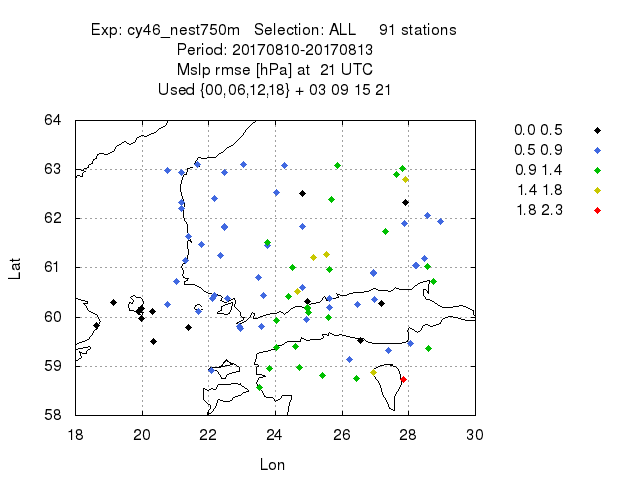 Exp: cy46_nest750m   Selection: ALL     91 stations
Period: 20170810-20170813
Mslp rmse [hPa] at  21 UTC
Used {00,06,12,18} + 03 09 15 21
64
63
62
61
60
59
58
Lat
18 20 22 24 26 28 30
Lon
0.0 0.5
0.5 0.9
0.9 1.4
1.4 1.8
1.8 2.3